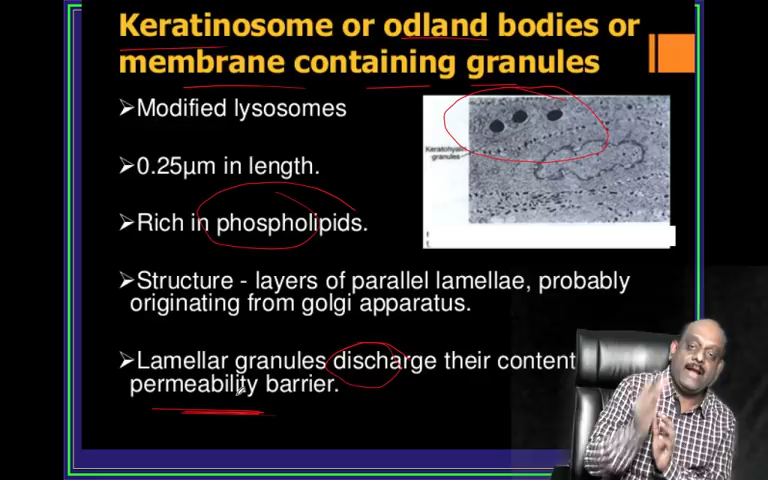 Keratinosome or odland bodies or
membrane containing granules
➢Modified lysosomes
➢0.25µm in length.
➢Rich in phospholipids.
➢Structure - layers of parallel lamellae, probably
originating from golgi apparatus.
➢Lamellar granules discharge their content
permeability barrier.
Keratohyalin
granules